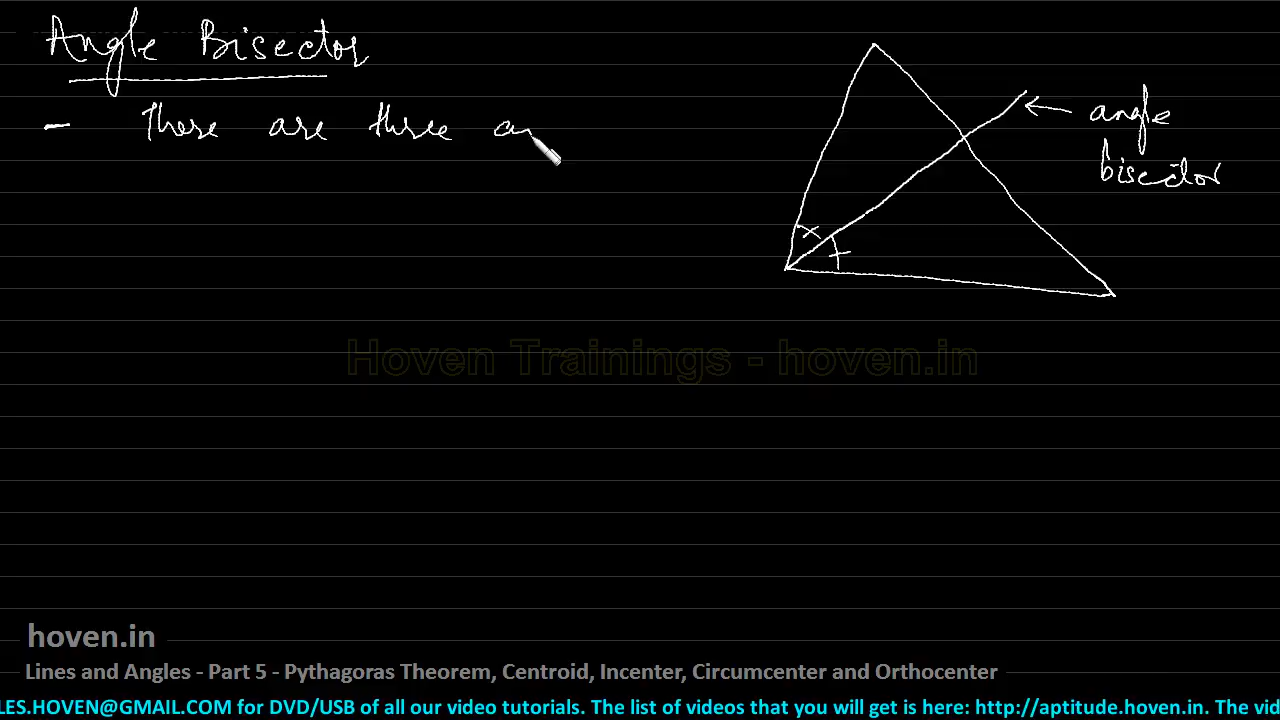 Angle Bisector
- There are three
angle
bisector
x
x
Hoven Trainings - hoven.in
hoven.in
Lines and Angles - Part 5 - Pythagoras Theorem, Centroid, Incenter, Circumcenter and Orthocenter
LES.HOVEN@GMAIL.COM for DVD/USB of all our video tutorials. The list of videos that you will get is here: http://aptitude.hoven.in. The vid